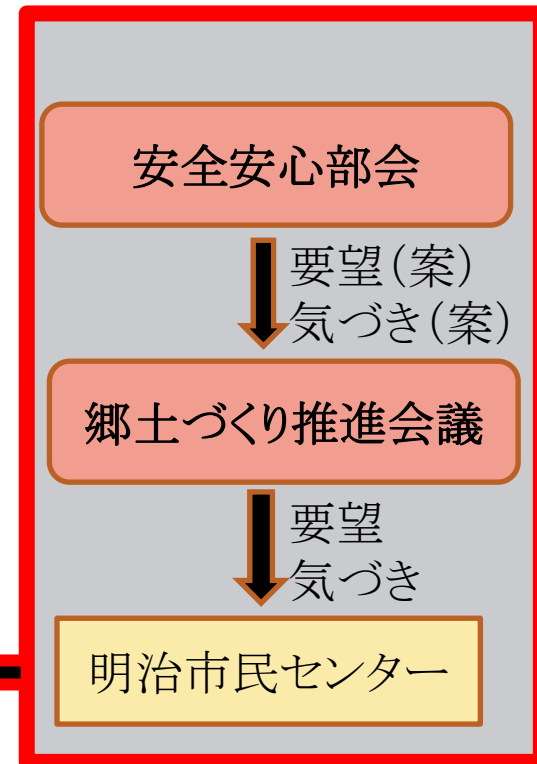 安全安心部会
要望(案)
気づき(案)
郷土づくり推進会議
要望
気づき
明治市民センター